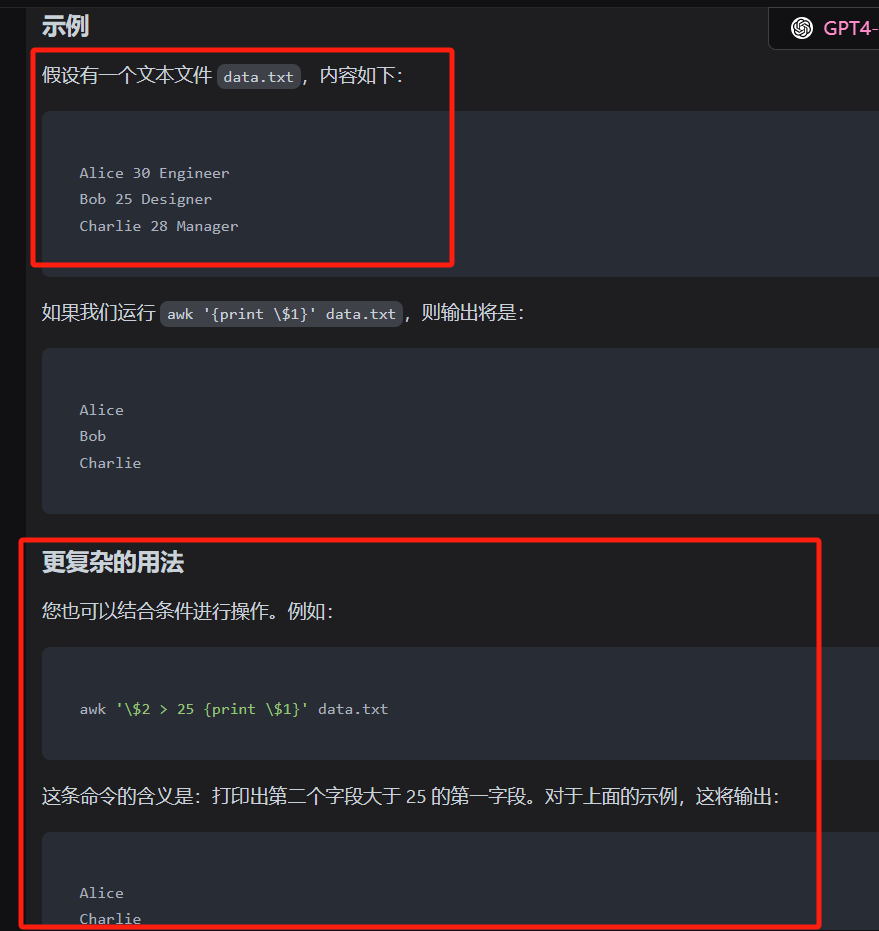 示例
GPT4-
假设有一个文本文件 data.txt，内容如下：
Alice 30 Engineer
Bob 25 Designer
Charlie 28 Manager
如果我们运行 awk '{print \$1}' data.txt，则输出将是：
Alice
Bob
Charlie
更复杂的用法
您也可以结合条件进行操作。例如：
awk '\$2 > 25 {print \$1}' data.txt
这条命令的含义是：打印出第二个字段大于 25 的第一字段。对于上面的示例，这将输出：
Alice
Charlie